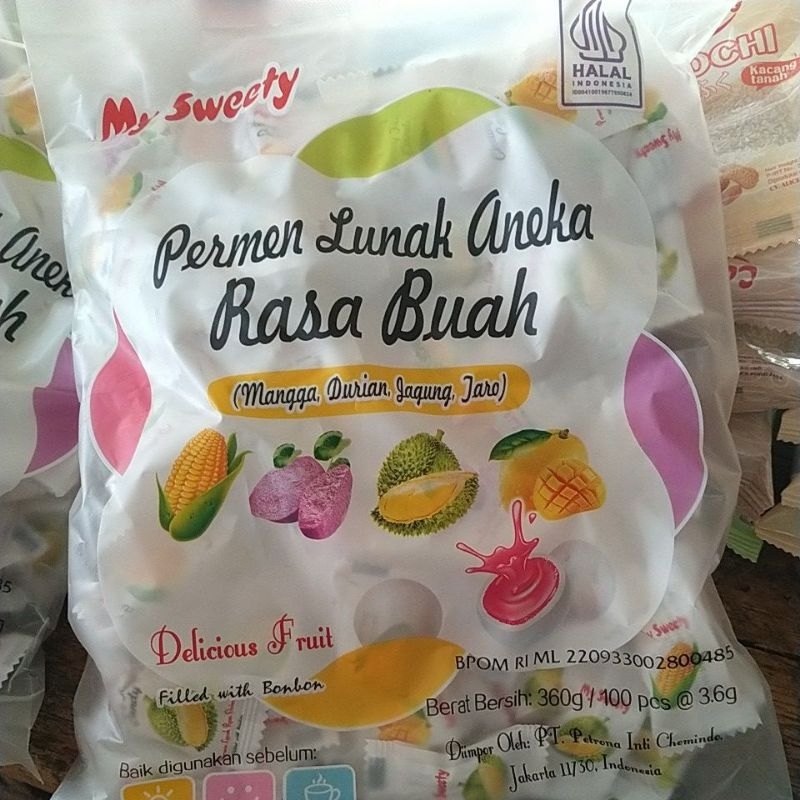 My Sweety
HALAL
INDONESIA
OCHI
Kacang
tanah
Permen Lunak Aneka
Rasa Buah
(Mangga, Durian, Jagung, Taro)
Delicious Fruit
Filled with Bonbon
BPOM RI ML 220933002800485
Berat Bersih: 360g / 100 pcs @ 3.6g
Diimpor Oleh: PT. Petrona Inti Chemindo,
Jakarta 11730, Indonesia
Baik digunakan sebelum: